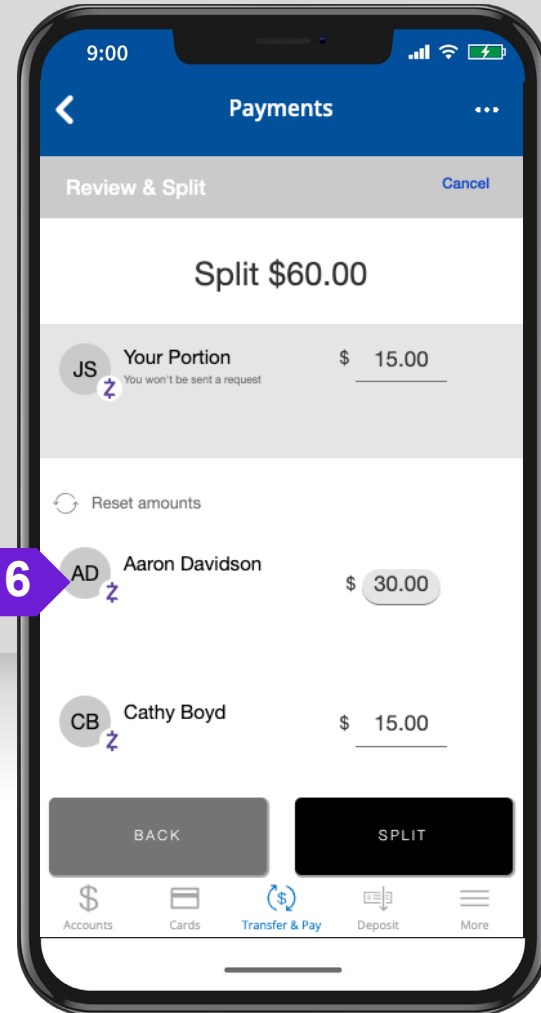 9:00
Payments
Review & Split
Cancel
Split $60.00
JS
Your Portion
$ 15.00
You won't be sent a request
Reset amounts
6
AD
Aaron Davidson
$ 30.00
CB
Cathy Boyd
$ 15.00
BACK
SPLIT
Accounts
Cards
Transfer & Pay
Deposit
More